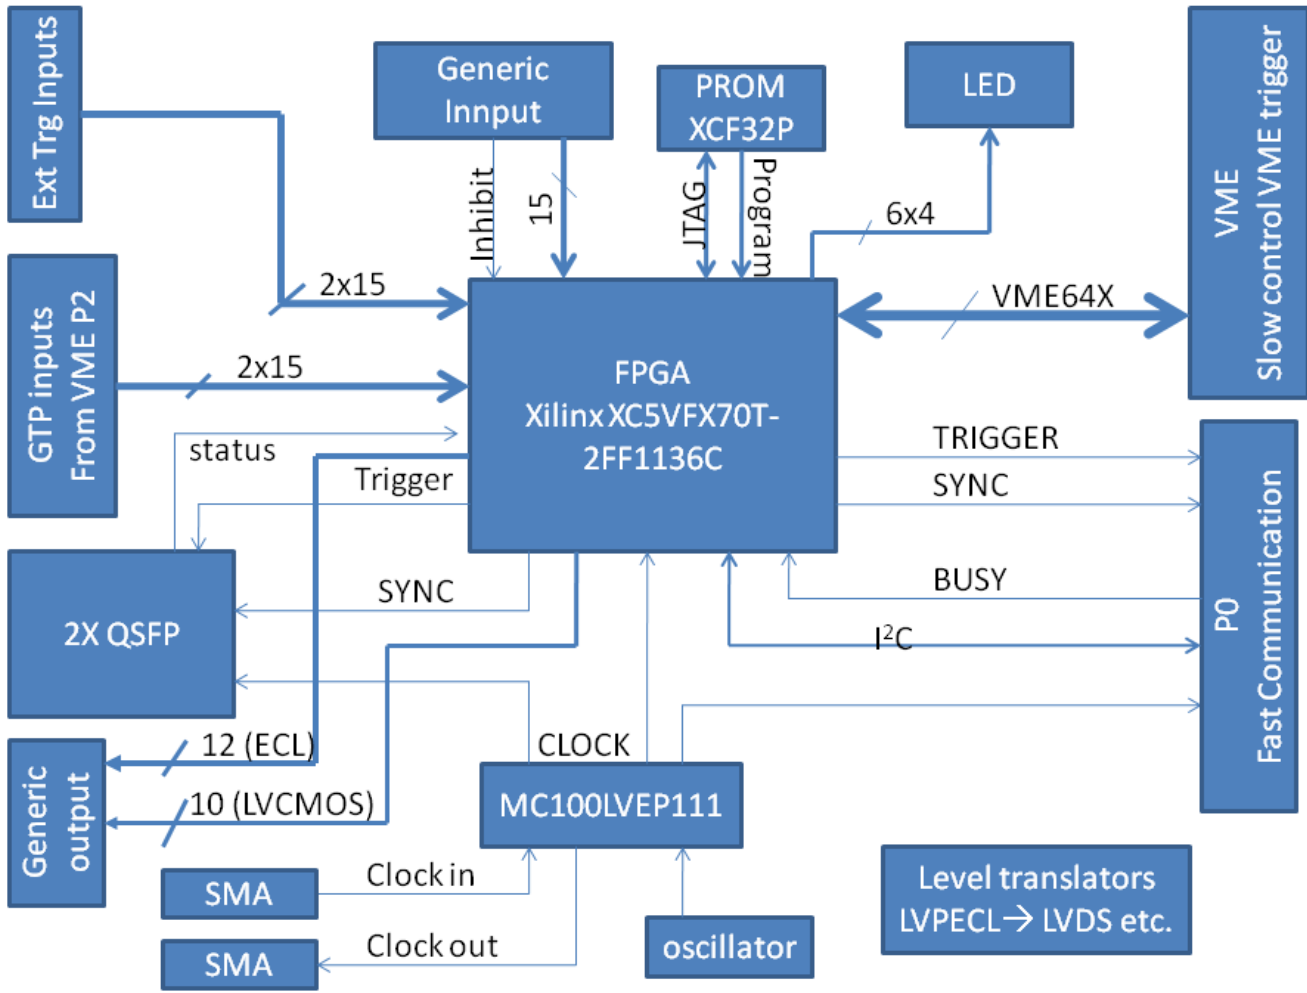 Ext Trg Inputs
Generic
Innput
PROM
XCF32P
LED
VME
Slow control VME trigger
Inhibit
15
JTAG
Program
6x4
2x15
VME64X
GTP inputs
From VME P2
2x15
FPGA
Xilinx XC5VFX70T-
2FF1136C
status
Trigger
TRIGGER
SYNC
P0
Fast Communication
2X QSFP
SYNC
BUSY
I²C
Generic
output
12 (ECL)
CLOCK
10 (LVCMOS)
MC100LVEP111
SMA
Clock in
Level translators
LVPECL→ LVDS etc.
SMA
Clock out
oscillator